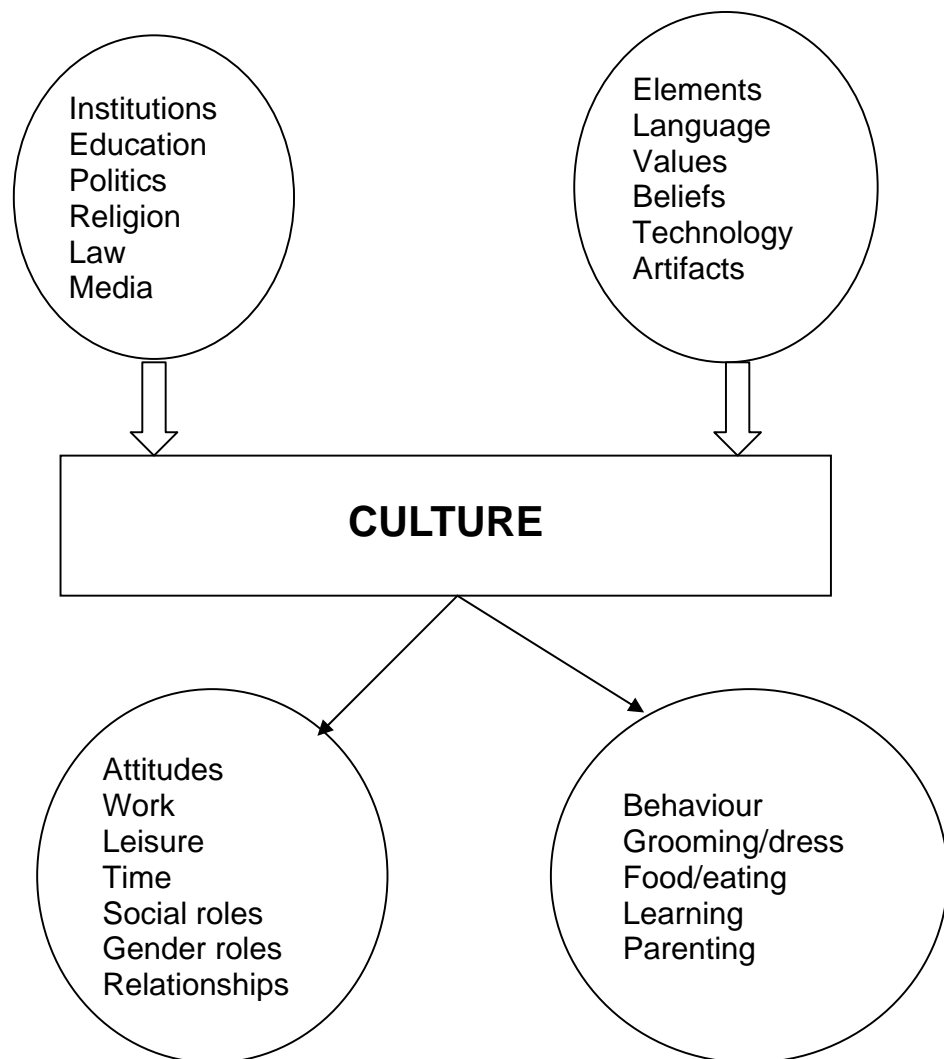 Institutions
Education
Politics
Religion
Law
Media
Elements
Language
Values
Beliefs
Technology
Artifacts
CULTURE
Attitudes
Work
Leisure
Time
Social roles
Gender roles
Relationships
Behaviour
Grooming/dress
Food/eating
Learning
Parenting